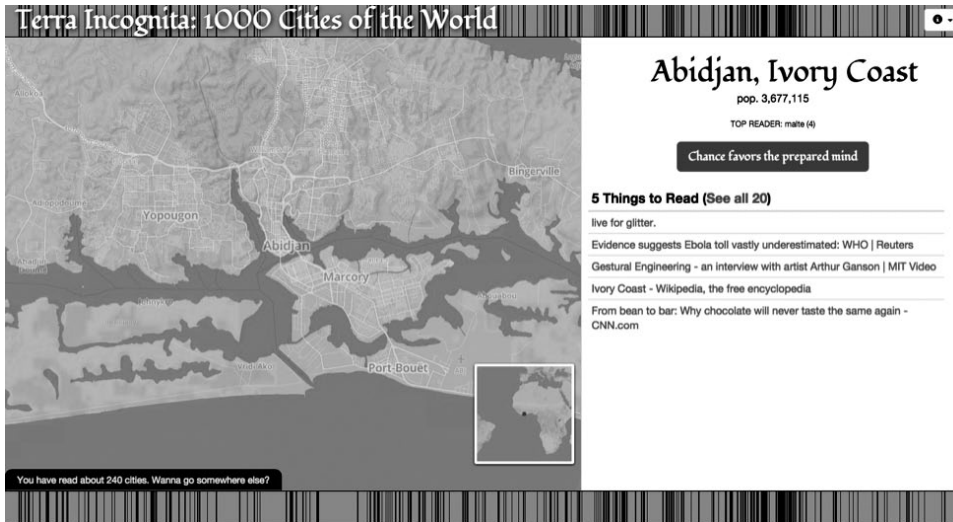 Terra Incognita: 1000 Cities of the World
Abidjan, Ivory Coast
pop. 3,677,115
TOP READER: malte (4)
Chance favors the prepared mind
5 Things to Read (See all 20)
live for glitter.
Evidence suggests Ebola toll vastly underestimated: WHO | Reuters
Gestural Engineering - an interview with artist Arthur Ganson | MIT Video
Ivory Coast - Wikipedia, the free encyclopedia
From bean to bar: Why chocolate will never taste the same again -
CNN.com
Bingerville
Yopougon
Abidjan
Marcory
Port-Bouët
You have read about 240 cities. Wanna go somewhere else?